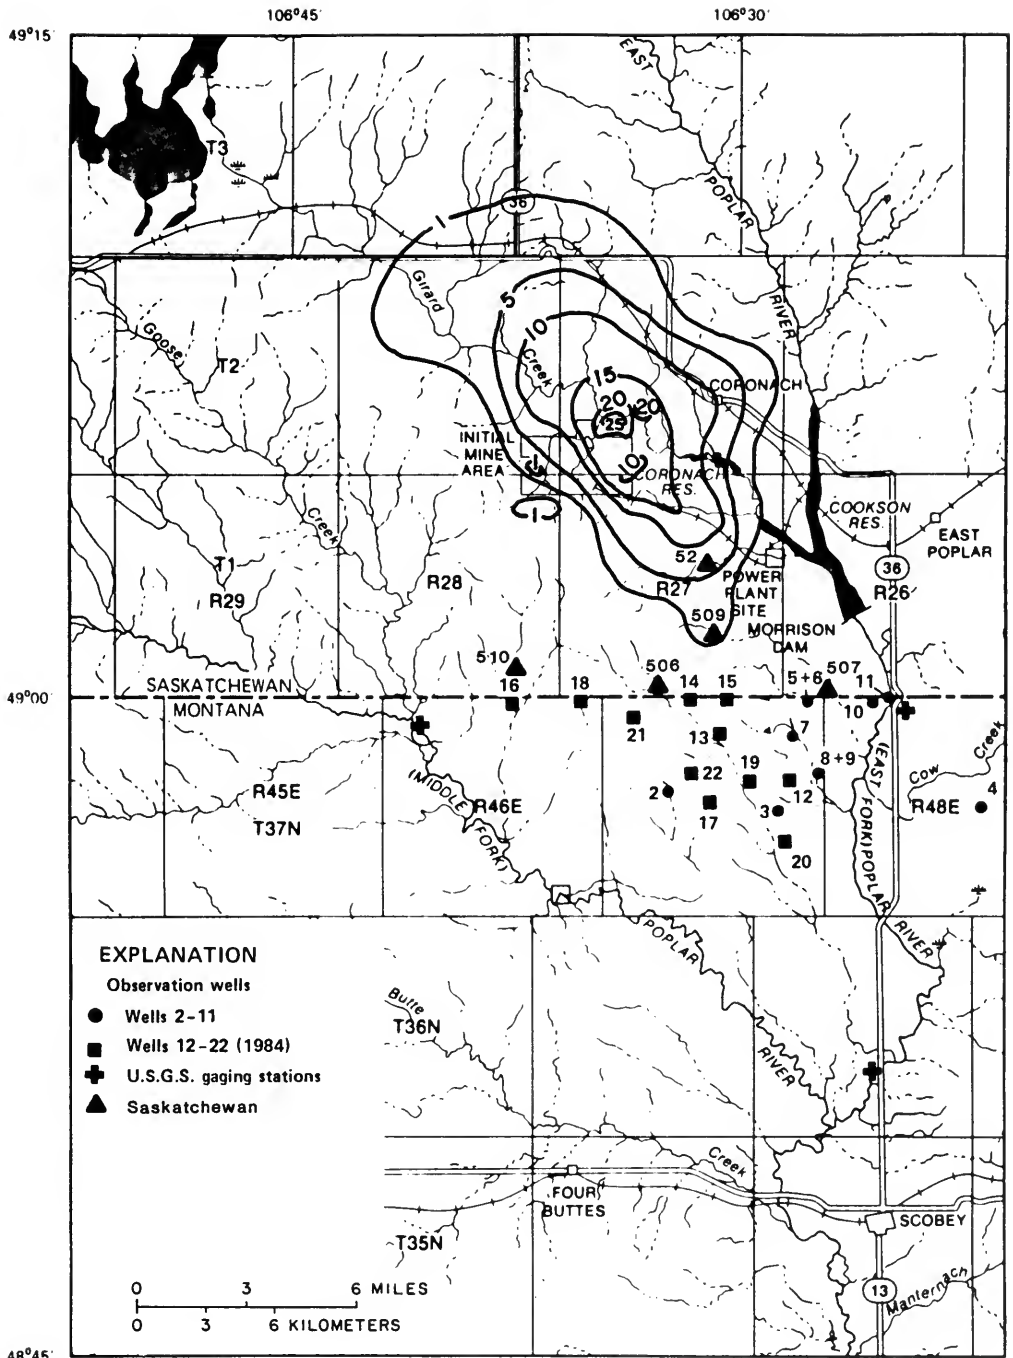 106°45'
106°30'
49°15'
EAST
T3
POPLAR
36
1
Girard
RIVER
5
Goose
10
T2
Creek
15
CORONACH
20
20
25
INITIAL
MINE
AREA
10
1
CORONACH
RES.
1
COOKSON
RES.
Creek
EAST
POPLAR
T1
52
POWER
PLANT
SITE
36
R28
R27
R26
R29
509
MORRISON
DAM
510
506
507
SASKATCHEWAN
16
18
14
15
5+6
11
49°00'
MONTANA
21
10
13
7
(EAST
FORK)
POPLAR
RIVER
Cow
Creek
8+9
22
19
4
R45E
(MIDDLE
FORK)
R46E
2
12
R48E
17
3
T37N
20
POPLAR
RIVER
EXPLANATION
Observation wells
Wells 2-11
Wells 12-22 (1984)
U.S.G.S. gaging stations
Saskatchewan
Butte
T36N
Creek
FOUR
BUTTES
SCOBEY
T35N
13
Manternach
0 3 6 MILES
0 3 6 KILOMETERS
48°45'